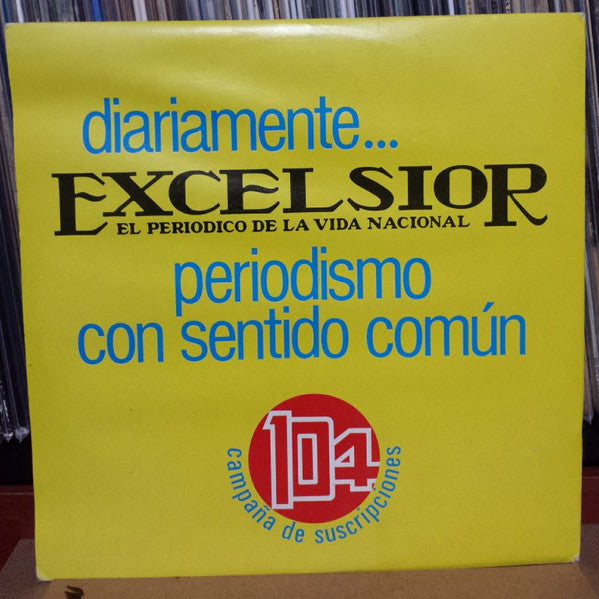 diariamente...
EXCELSIOR
EL PERIODICO DE LA VIDA NACIONAL
periodismo
con sentido común
104
campaña de suscripciones